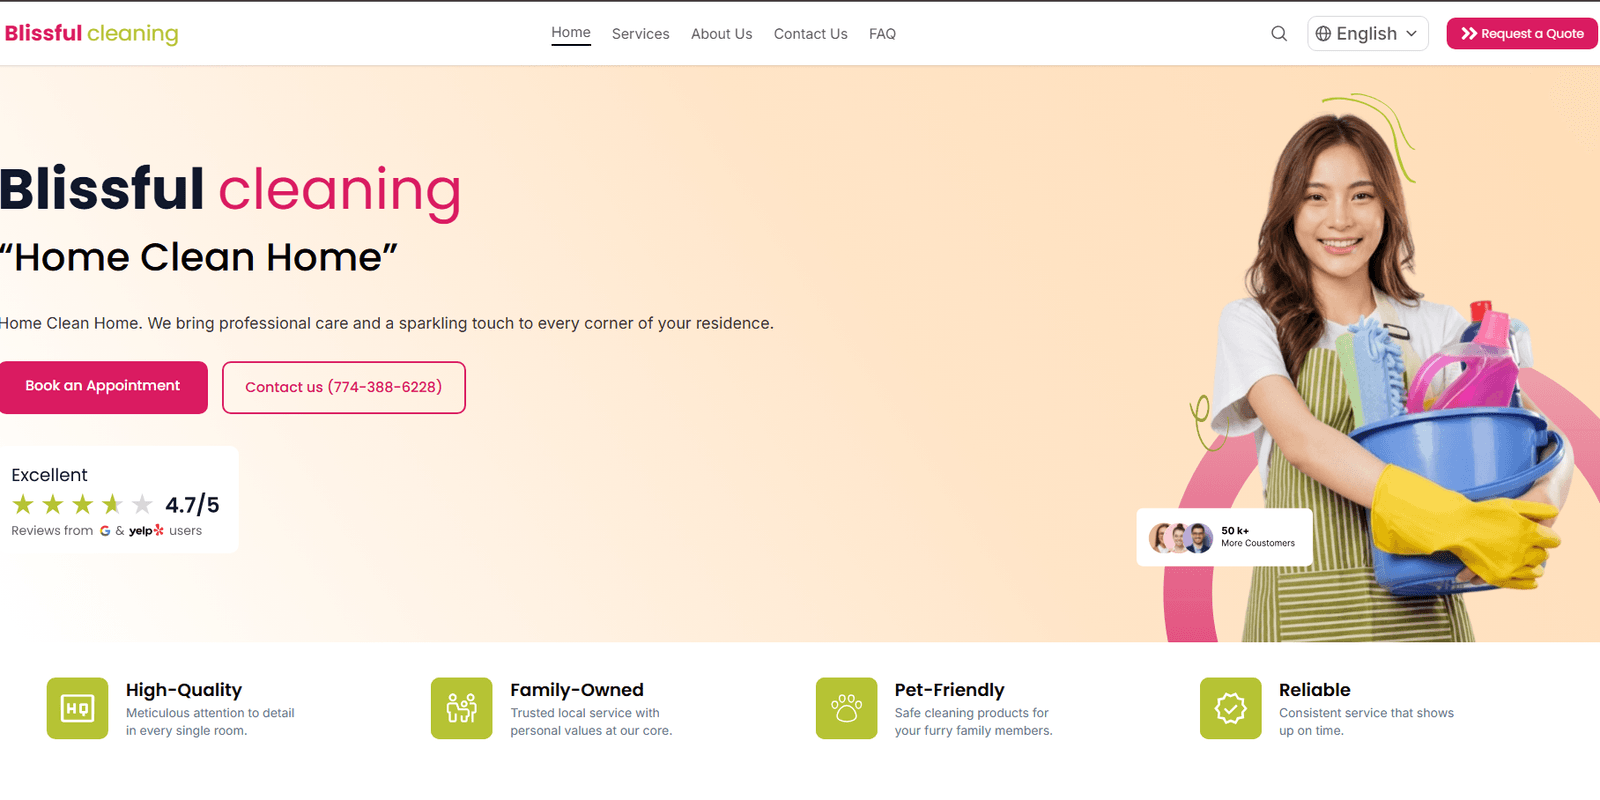 Blissful cleaning
Home
Services
About Us
Contact Us
FAQ
English
Request a Quote
Blissful cleaning
“Home Clean Home”
Home Clean Home. We bring professional care and a sparkling touch to every corner of your residence.
Book an Appointment
Contact us (774-388-6228)
Excellent
4.7/5
Reviews from G & yelp users
50 k+
More Coustomers
HQ
High-Quality
Meticulous attention to detail
in every single room.
Family-Owned
Trusted local service with
personal values at our core.
Pet-Friendly
Safe cleaning products for
your furry family members.
Reliable
Consistent service that shows
up on time.